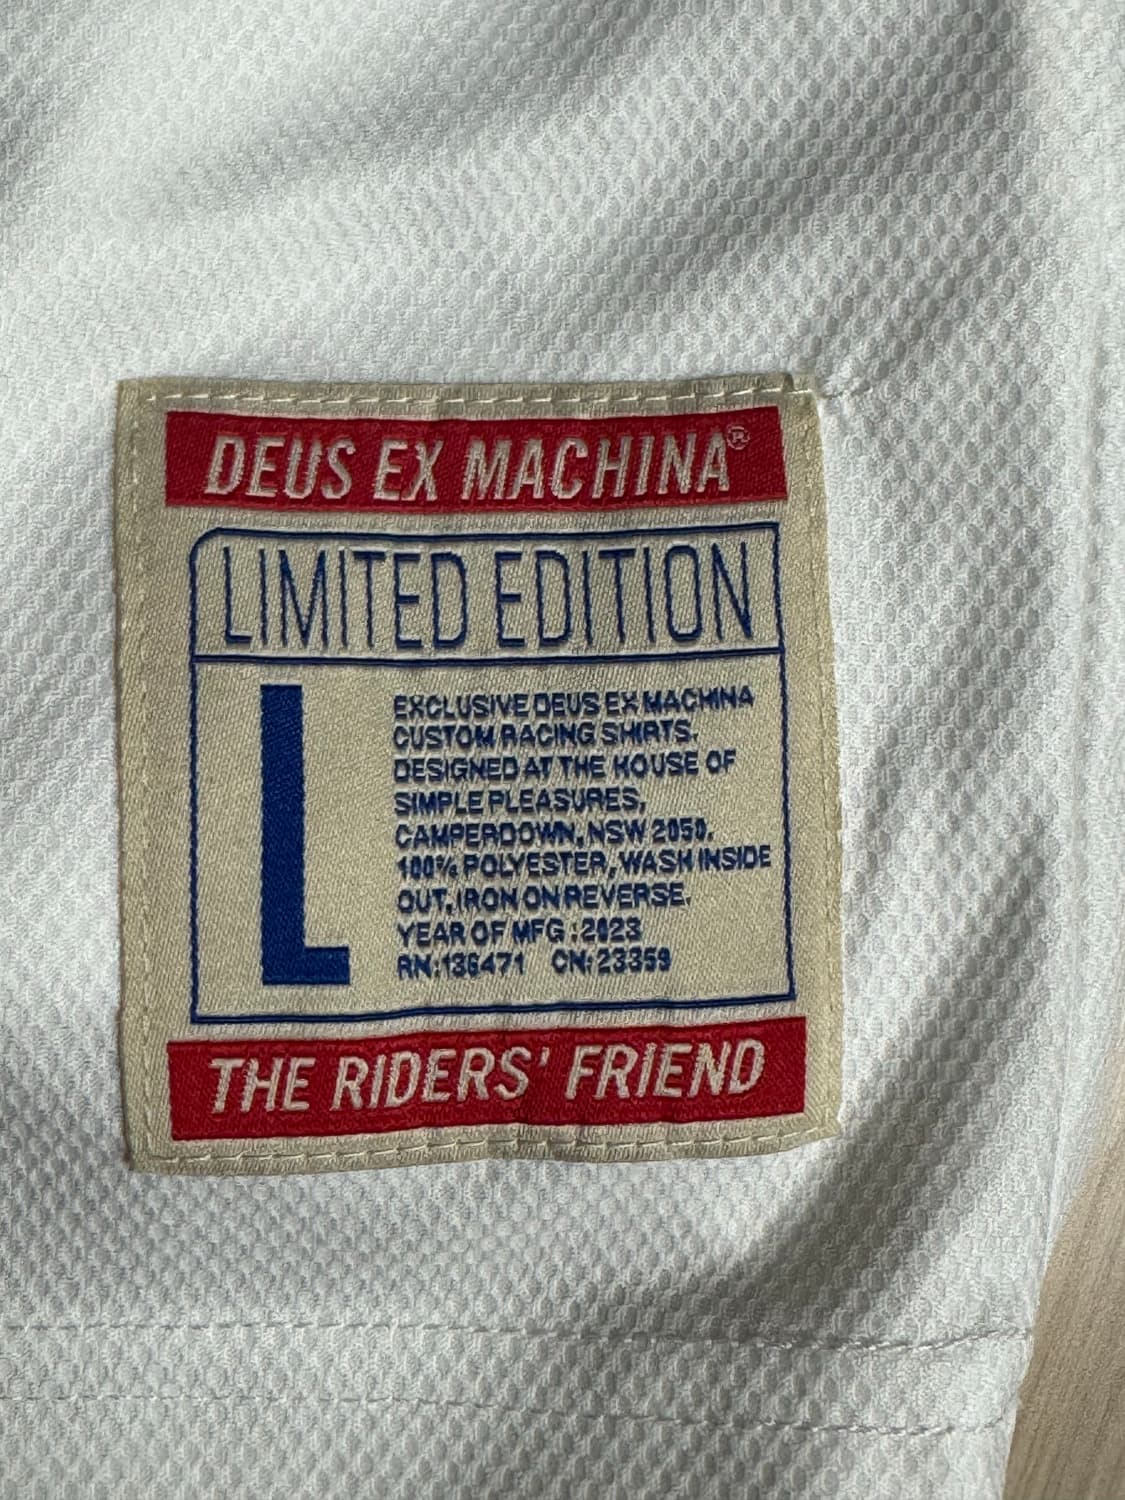 DEUS EX MACHINA®
LIMITED EDITION
L
EXCLUSIVE DEUS EX MACHINA
CUSTOM RACING SHIRTS.
DESIGNED AT THE HOUSE OF
SIMPLE PLEASURES,
CAMPERDOWN, NSW 2050.
100% POLYESTER, WASH INSIDE
OUT, IRON ON REVERSE.
YEAR OF MFG : 2023
RN:136471 CN:23359
THE RIDERS' FRIEND